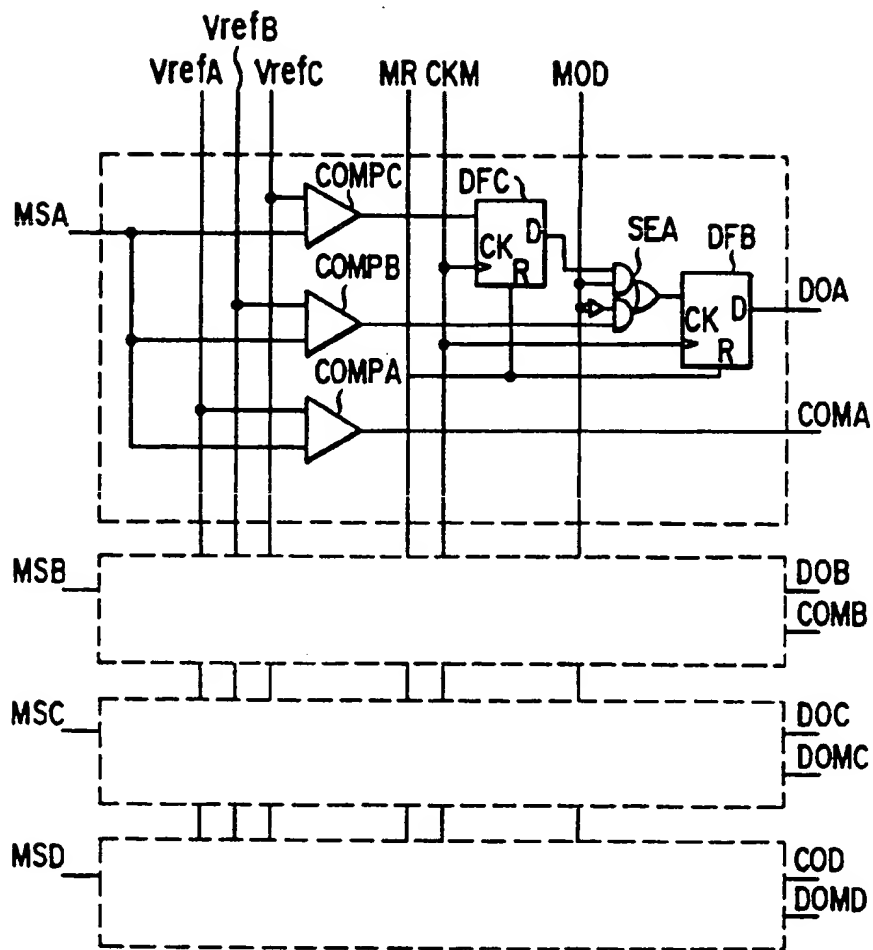 VrefB
VrefA VrefC MR CKM MOD
COMPC
DFC
MSA
SEA
D
DFB
CK
COMPB
R
DOA
D
CK
COMPA
R
COMA
MSB
DOB
COMB
MSC
DOC
DOMC
MSD
COD
DOMD